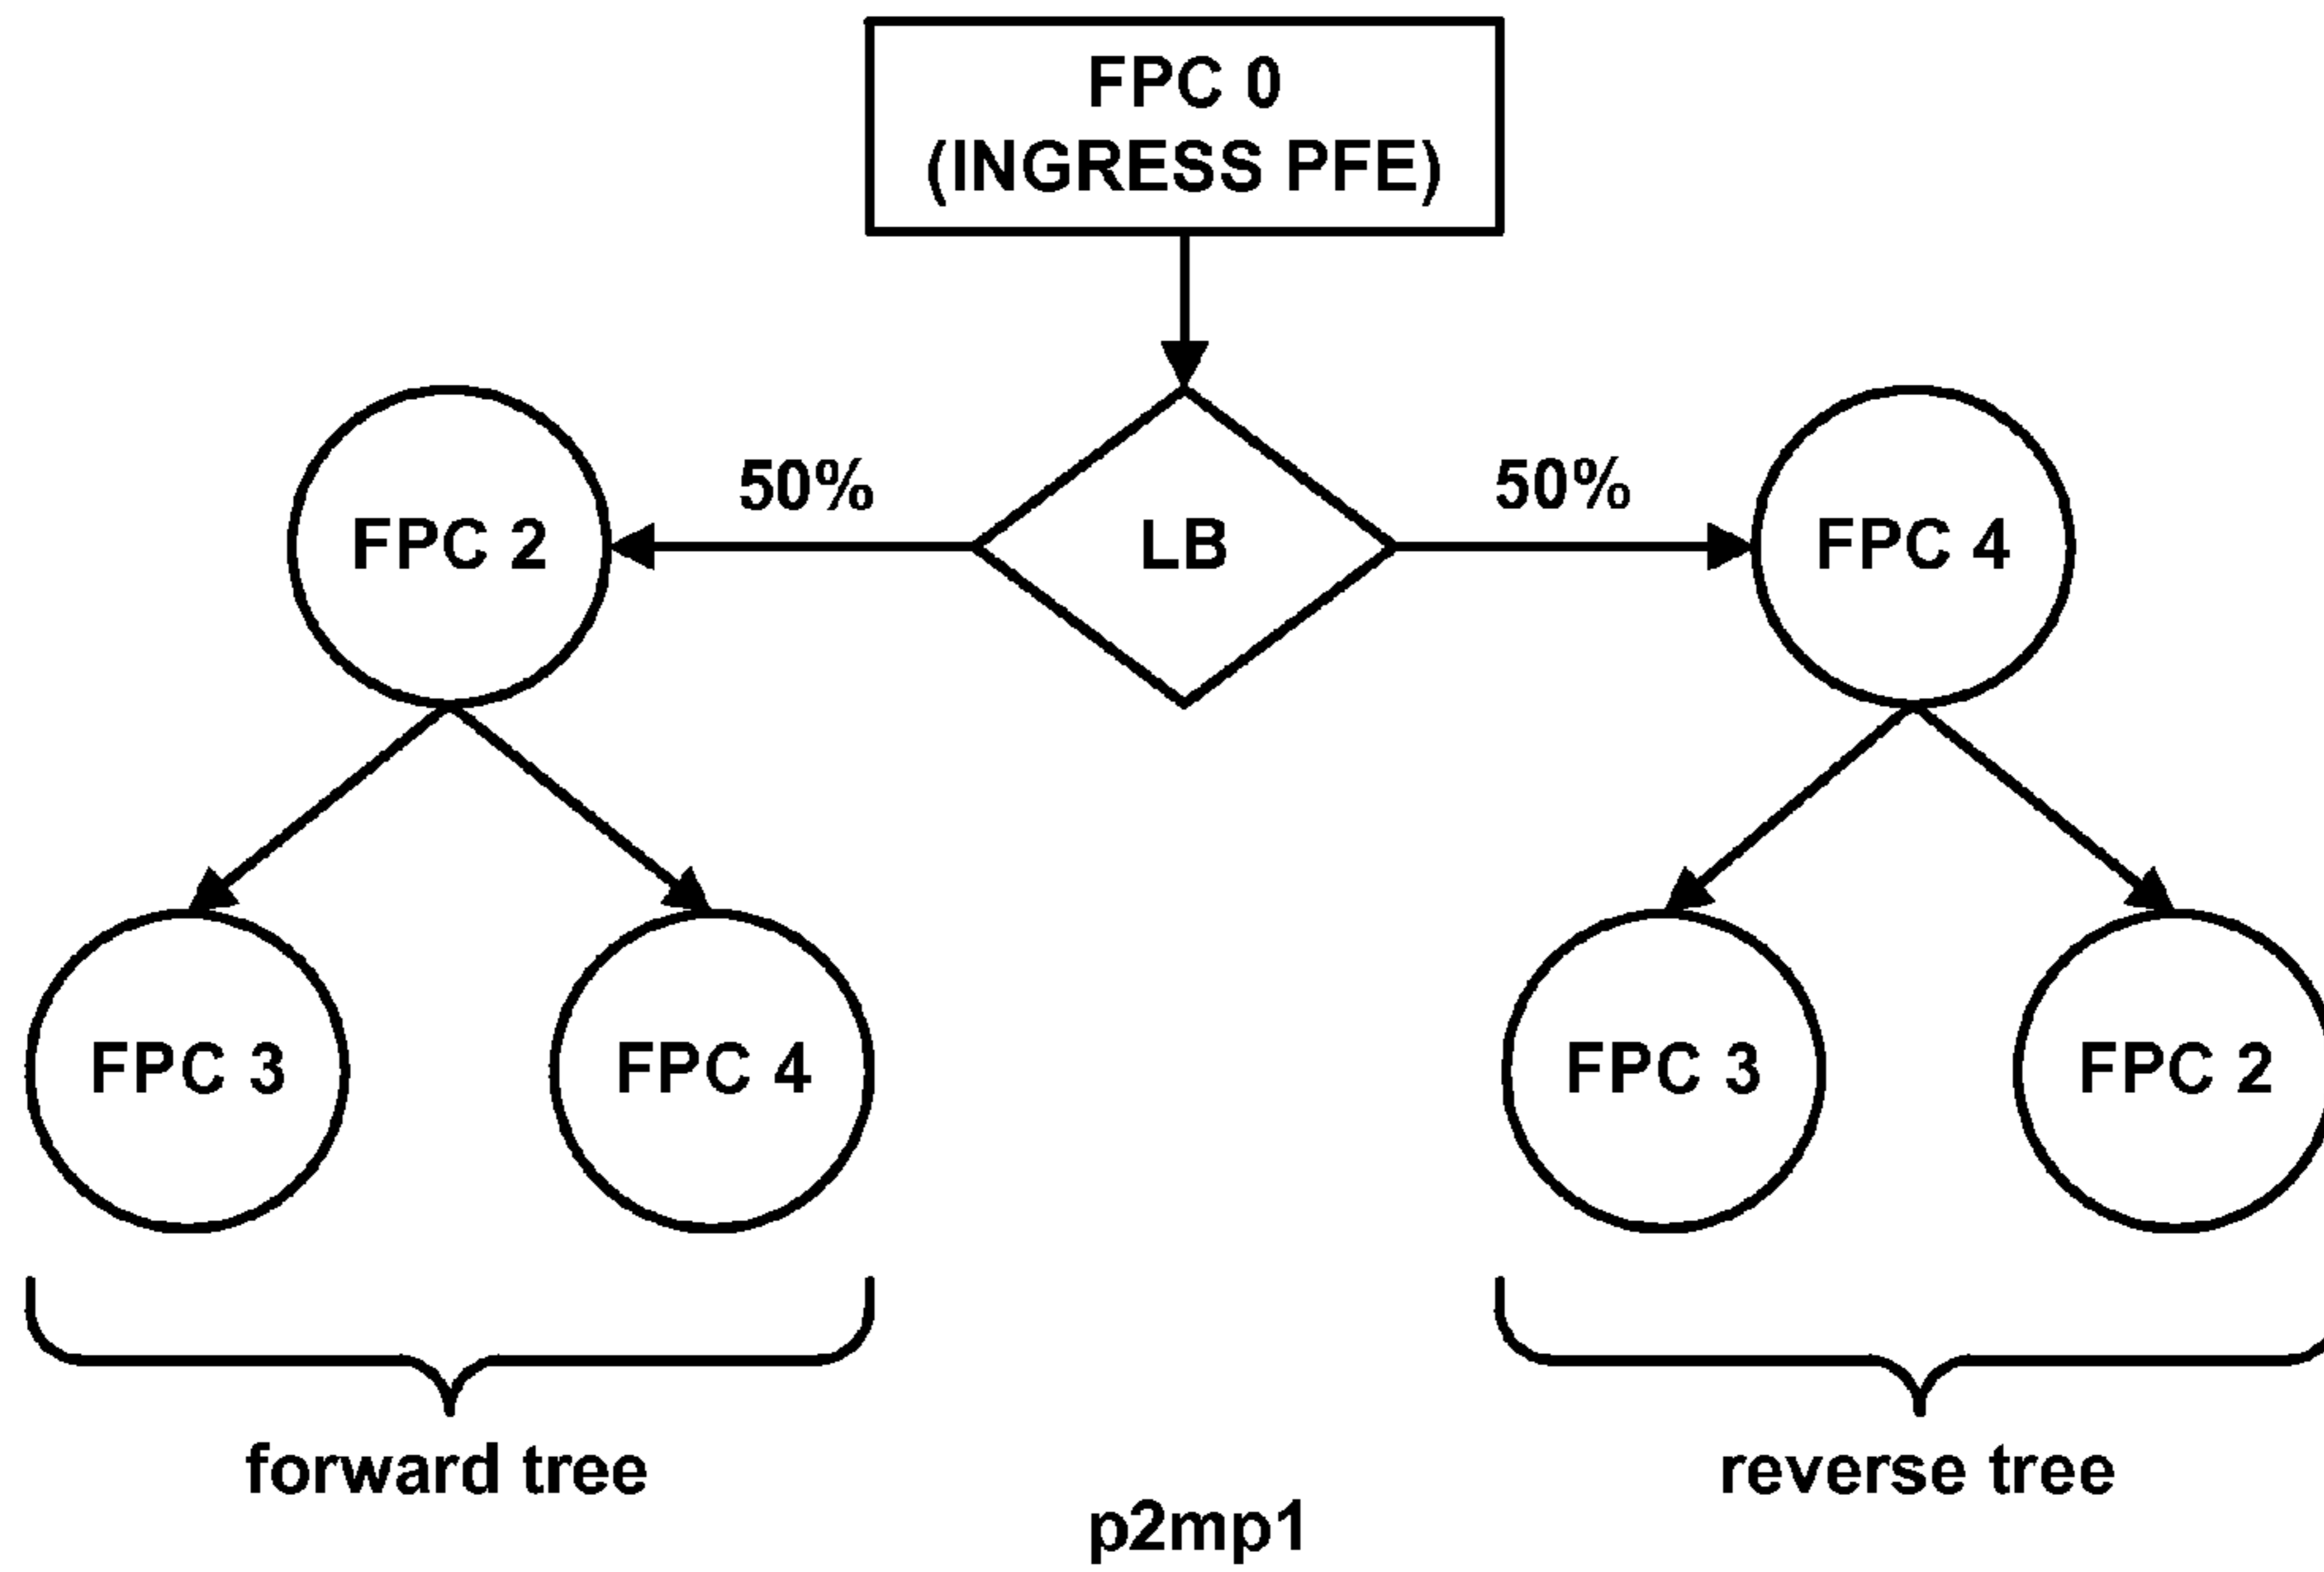 FPC 0
(INGRESS PFE)
50%
50%
FPC 2
LB
FPC 4
FPC 3
FPC 4
FPC 3
FPC 2
forward tree
reverse tree
p2mp1